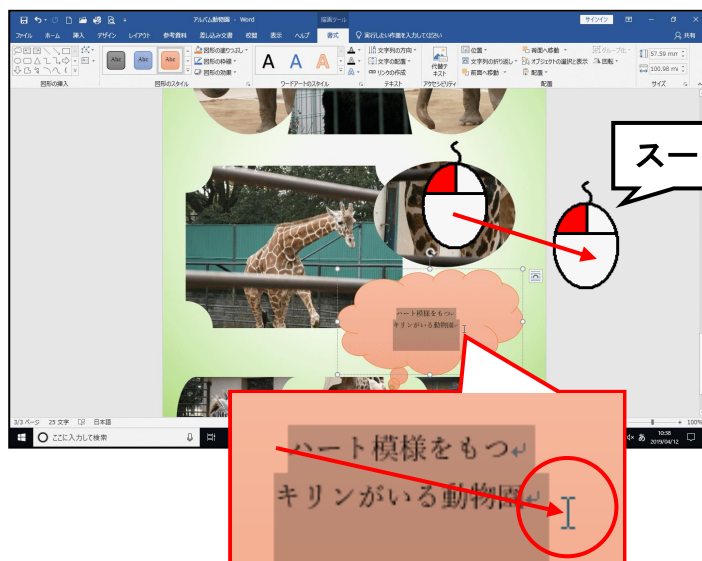 アルバム動物園 - Word
描画ツール
サインイン
ファイル ホーム 挿入 デザイン レイアウト 参考資料 差し込み文書 校閲 表示 ヘルプ 書式 実行したい作業を入力してください 共有
Abc Abc Abc
図形の塗りつぶし
図形の枠線
図形の効果
A A A
文字列の方向
文字の配置
リンクの作成
代替テ
キスト
位置
文字列の折り返し
前面へ移動
背面へ移動
オブジェクトの選択と表示
配置
グループ化
回転
57.59 mm
100.98 mm
図形の挿入 図形のスタイル ワードアートのスタイル テキスト アクセシビリティ 配置 サイズ
スー
ハート模様をもつ
キリンがいる動物園
ハート模様をもつ
キリンがいる動物園
3/3 ページ 25 文字 日本語
100%
ここに入力して検索
あ
10:36
2019/04/12